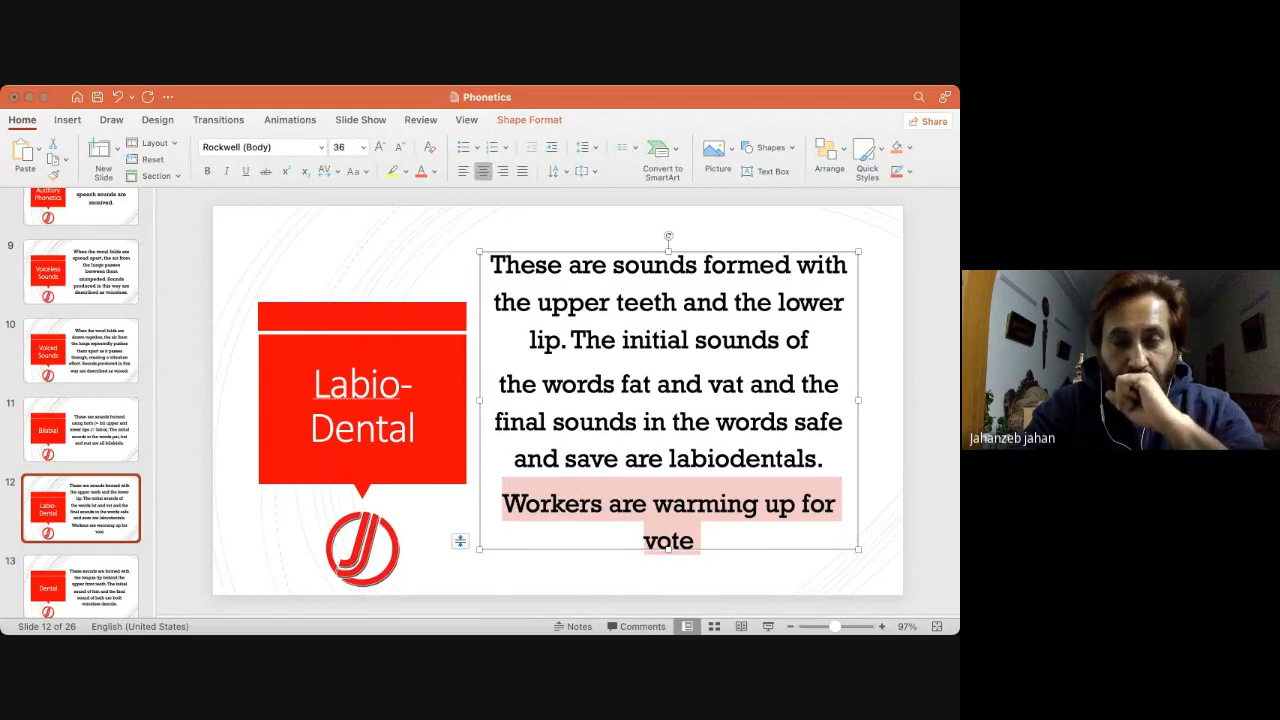 Phonetics
Home Insert Draw Design Transitions Animations Slide Show Review View Shape Format Share
Paste New Slide Layout Reset Section Rockwell (Body) 36 Convert to SmartArt Picture Shapes Text Box Arrange Quick Styles
Auditory
Phonetics
speech sounds are
received.
9
Voiceless
Sounds
When the vocal folds are
spread apart, the air from
the lungs passes
between them
unimpeded. Sounds
produced in this way are
described as voiceless.
10
Voiced
Sounds
When the vocal folds are
drawn together, the air from
the lungs repeatedly pushes
them apart as it passes
through, creating a vibration
effect. Sounds produced in this
way are described as voiced.
11
Bilabial
These are sounds formed
using both (= bi) upper and
lower lips (= labia). The initial
sounds in the words pat, bat
and mat are all bilabials.
12
Labio-
Dental
These are sounds formed with
the upper teeth and the lower
lip. The initial sounds of
the words fat and vat and the
final sounds in the words safe
and save are labiodentals.
Workers are warming up for
vote
13
Dental
These sounds are formed with
the tongue tip behind the
upper front teeth. The initial
sound of thin and the final
sound of bath are both
voiceless dentals.
Labio-
Dental
These are sounds formed with
the upper teeth and the lower
lip. The initial sounds of
the words fat and vat and the
final sounds in the words safe
and save are labiodentals.
Workers are warming up for
vote
Jahanzeb jahan
Slide 12 of 26 English (United States) Notes Comments 97%